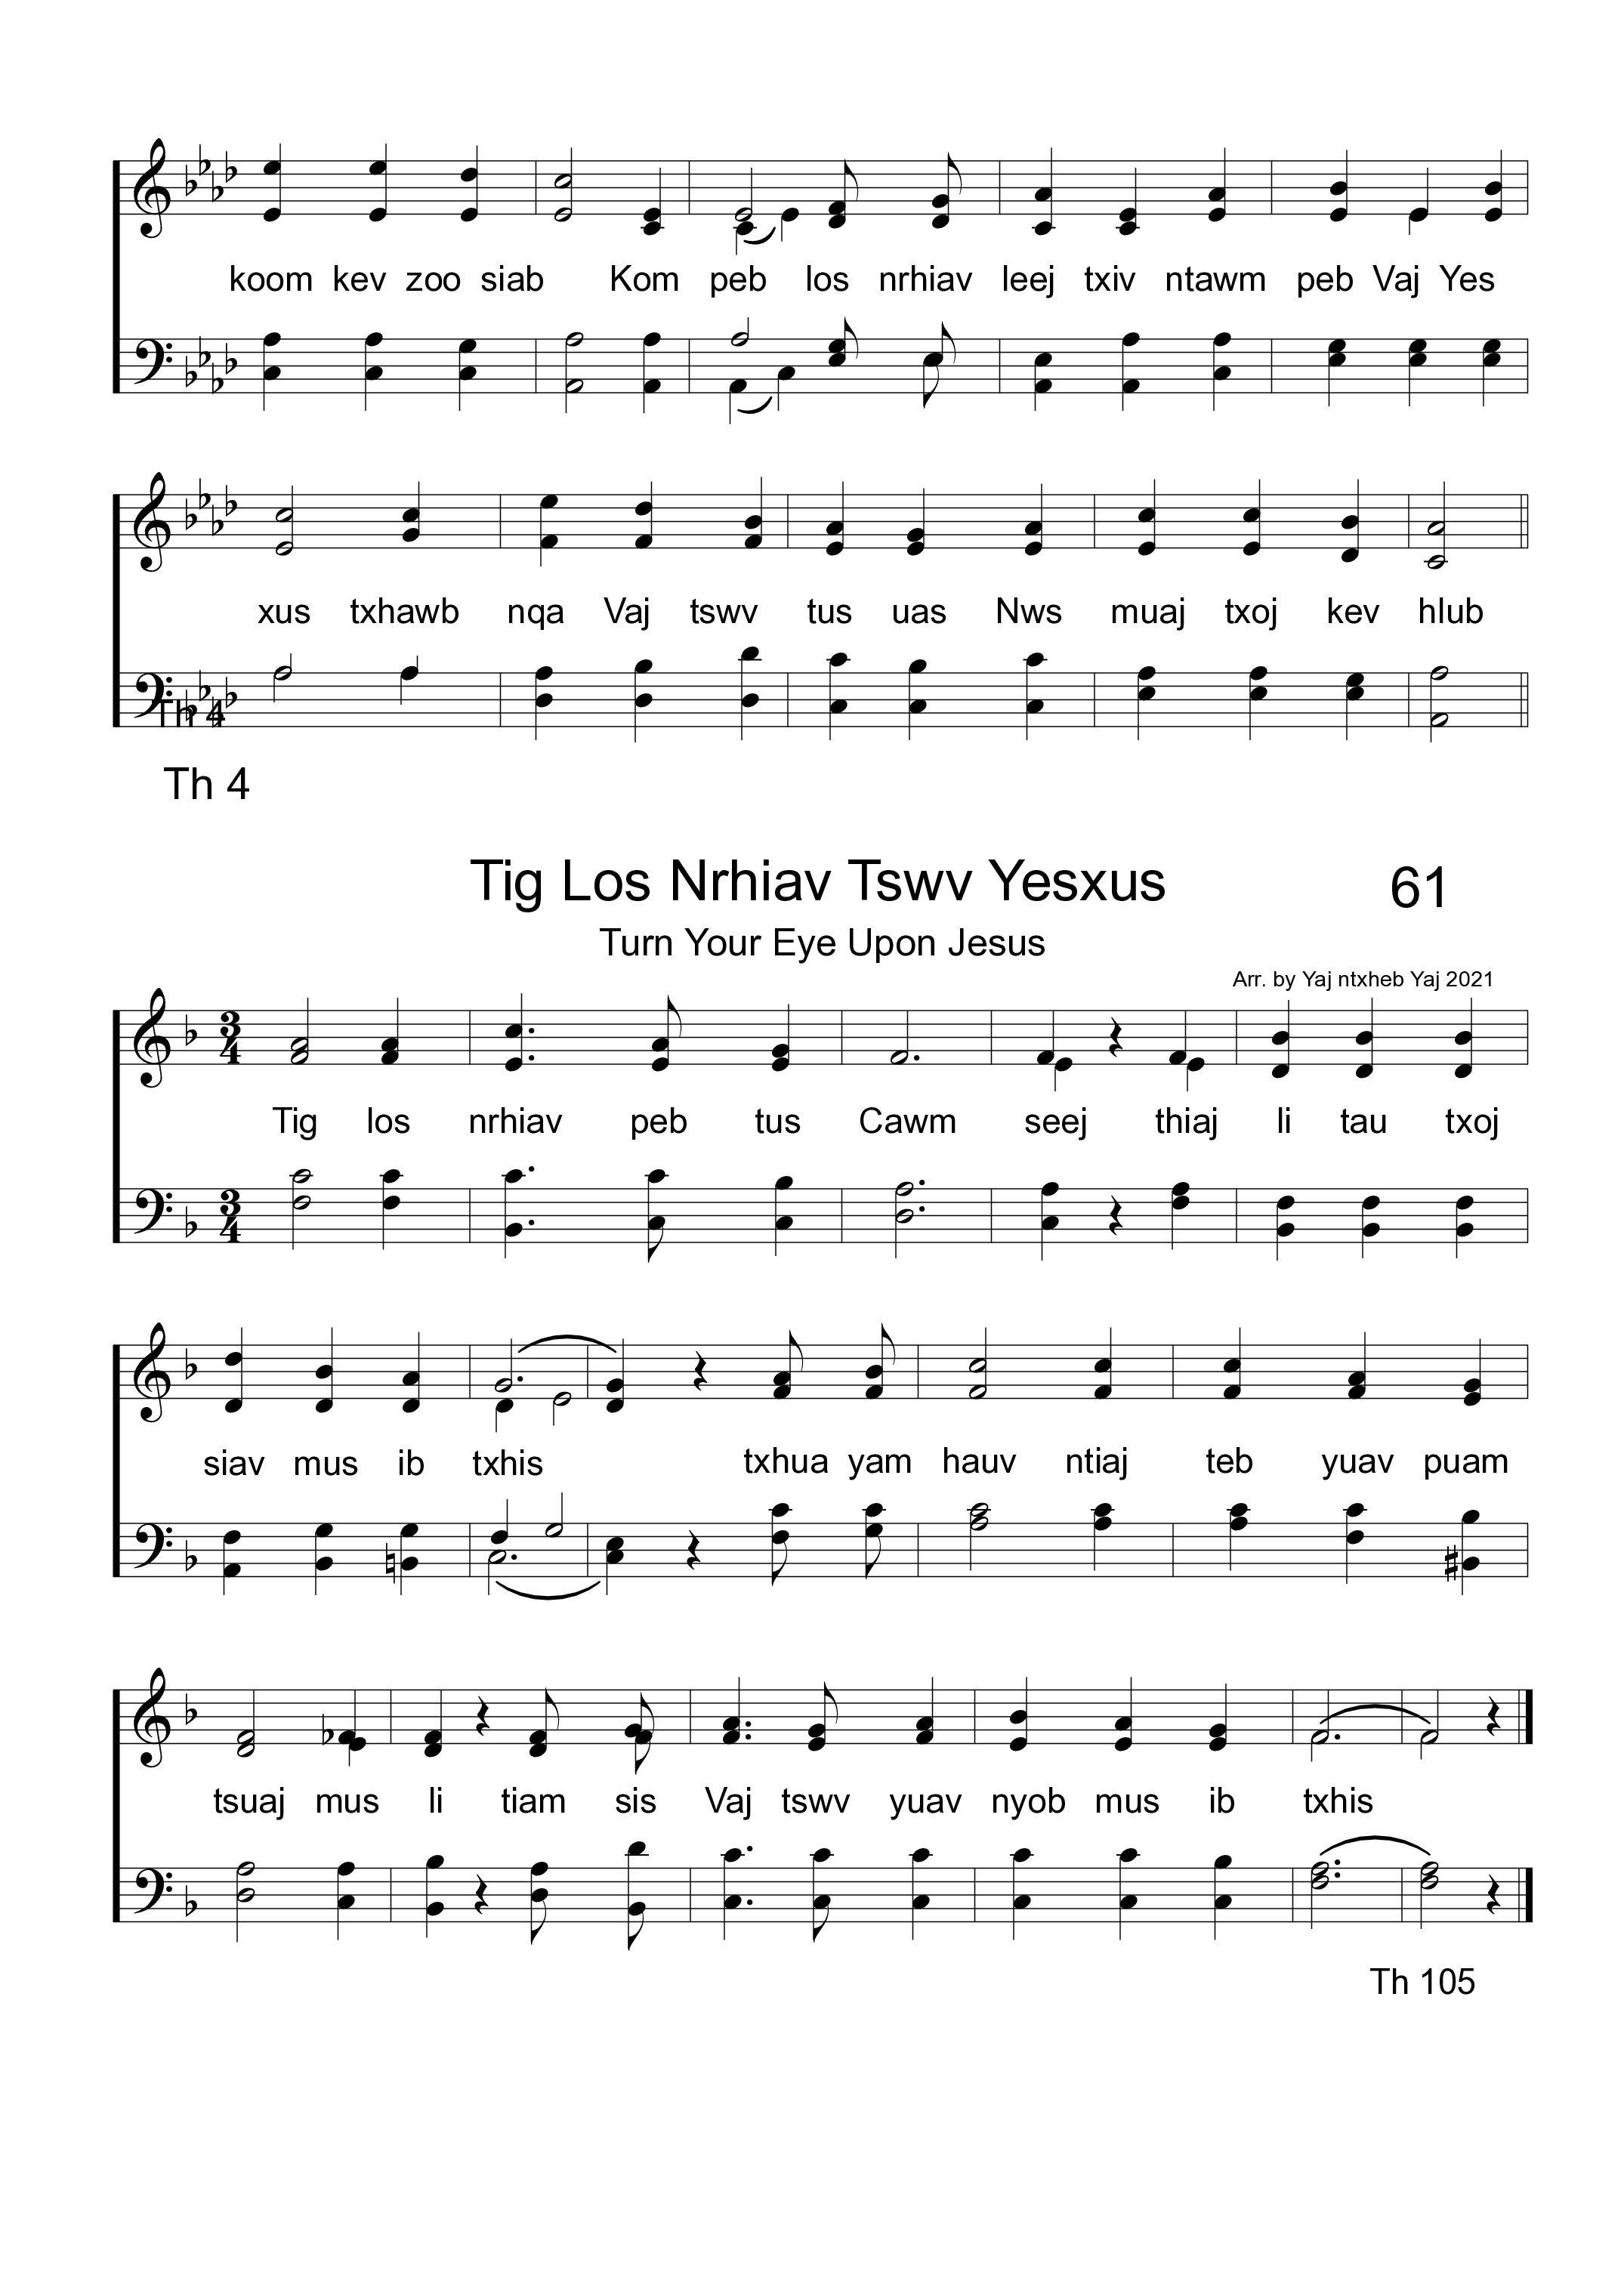 koom kev zoo siab Kom peb los nrhiav leej txiv ntawm peb Vaj Yes
xus txhawb nqa Vaj tswv tus uas Nws muaj txoj kev hlub
Th 4
Th 4
Tig Los Nrhiav Tswv Yesxus 61
Turn Your Eye Upon Jesus
Arr. by Yaj ntxheb Yaj 2021
3 4
Tig los nrhiav peb tus Cawm seej thiaj li tau txoj
3 4
siav mus ib txhis txhua yam hauv ntiaj teb yuav puam
tsuaj mus li tiam sis Vaj tswv yuav nyob mus ib txhis
Th 105